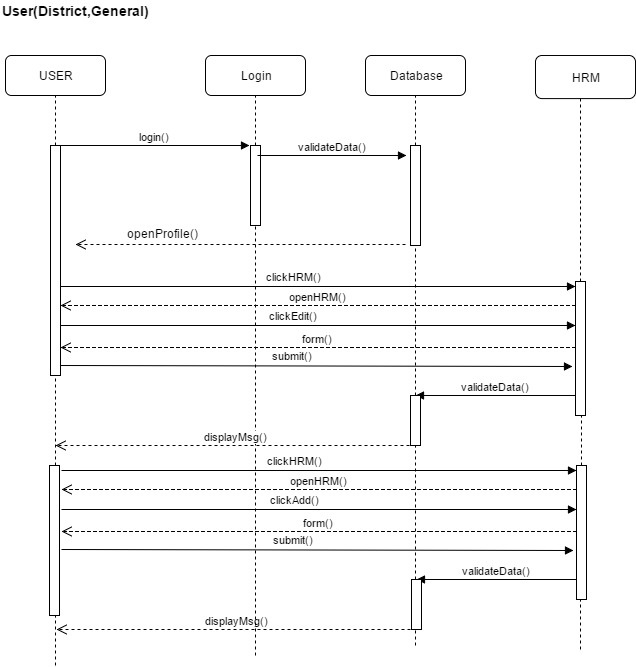 User(District,General)
USER
Login
Database
HRM
login()
validateData()
openProfile()
clickHRM()
openHRM()
clickEdit()
form()
submit()
validateData()
displayMsg()
clickHRM()
openHRM()
clickAdd()
form()
submit()
validateData()
displayMsg()